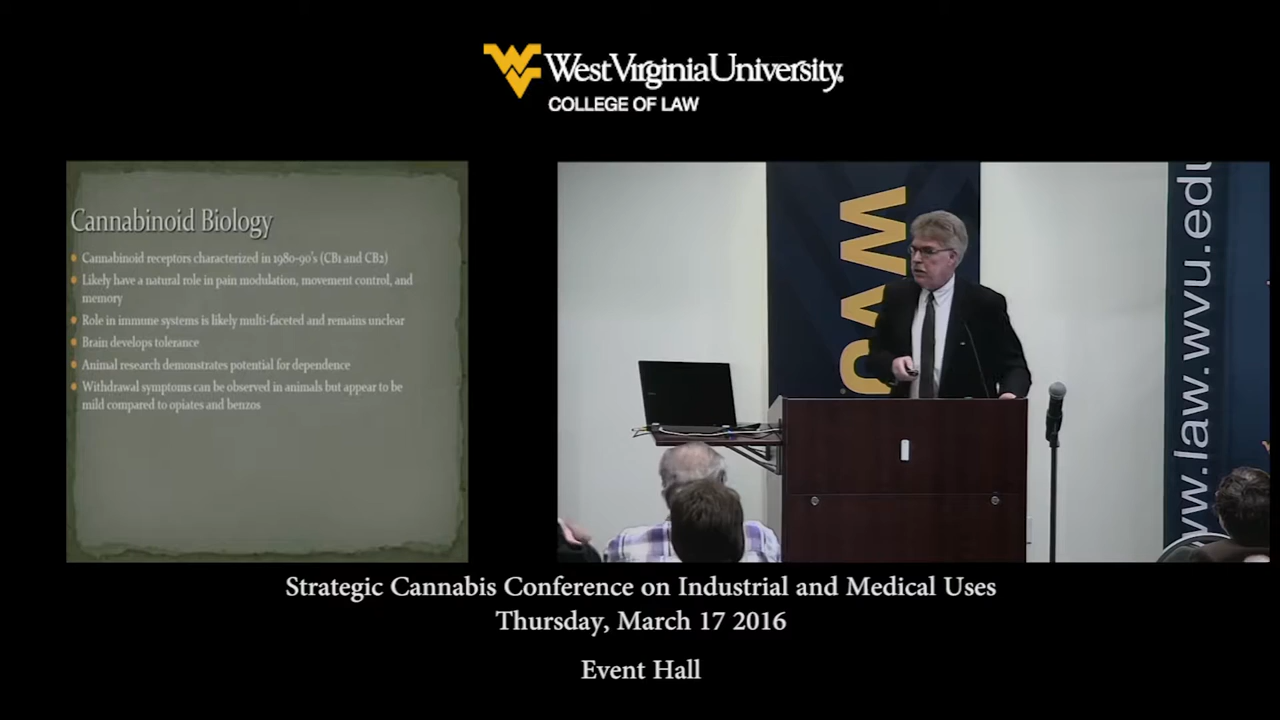 WestVirginiaUniversity®
COLLEGE OF LAW
Cannabinoid Biology
Cannabinoid receptors characterized in 1980-90's (CB1 and CB2)
Likely have a natural role in pain modulation, movement control, and
memory
Role in immune systems is likely multi-faceted and remains unclear
Brain develops tolerance
Animal research demonstrates potential for dependence
Withdrawal symptoms can be observed in animals but appear to be
mild compared to opiates and benzos
www.law.wvu.edu
Strategic Cannabis Conference on Industrial and Medical Uses
Thursday, March 17 2016
Event Hall